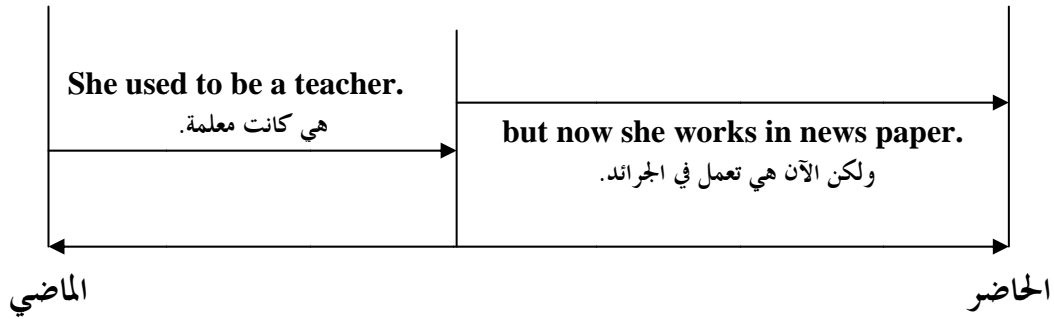 She used to be a teacher.
هي كانت معلمة.
but now she works in news paper.
ولكن الآن هي تعمل في الجرائد.
الماضي
الحاضر